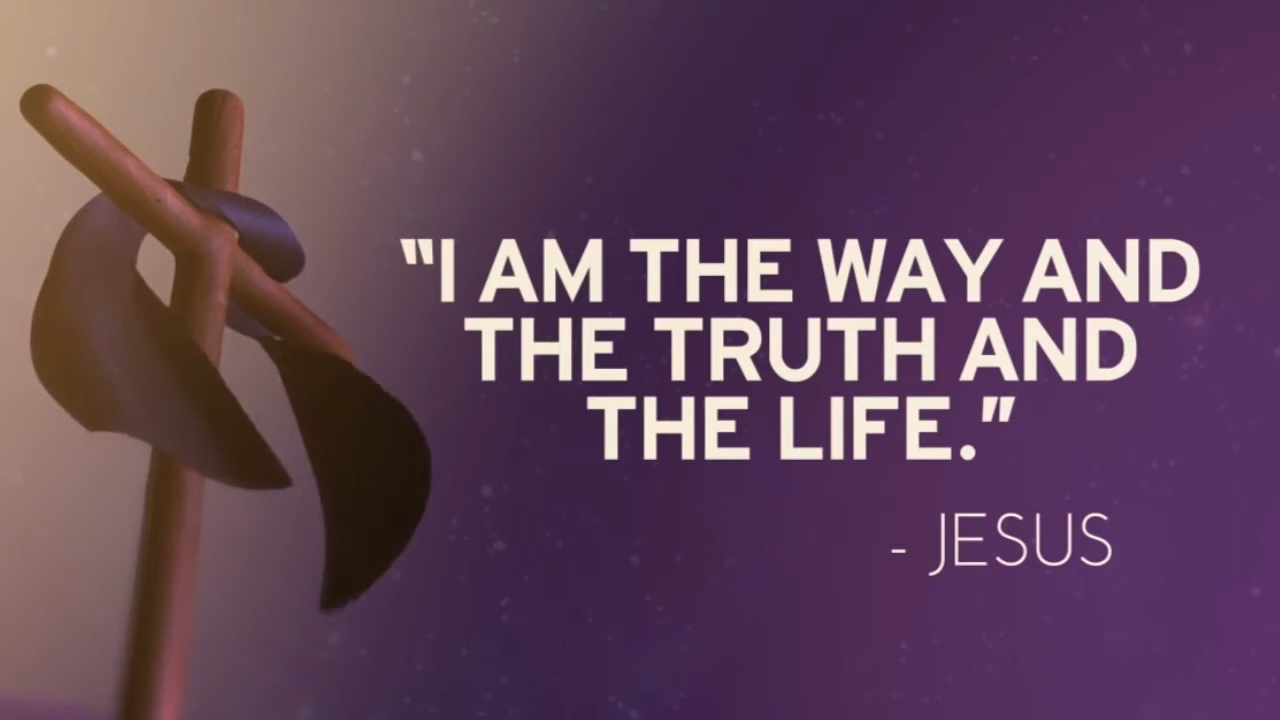 "I AM THE WAY AND
THE TRUTH AND
THE LIFE."
- JESUS